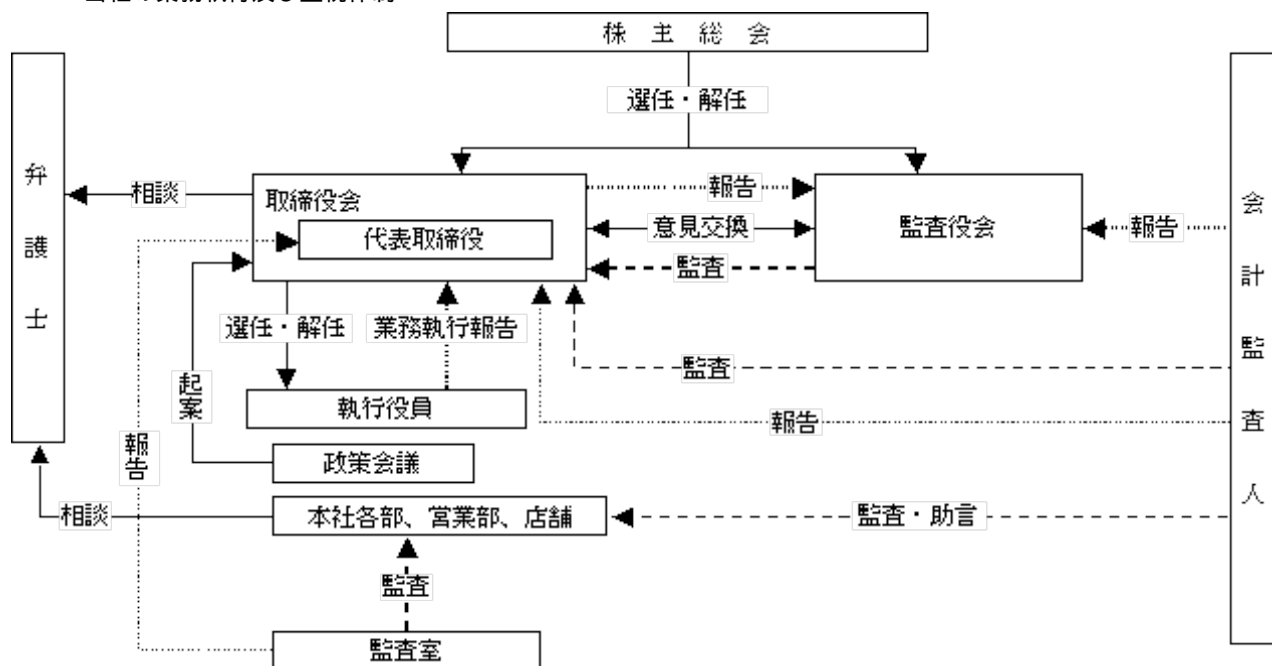 株主総会
選任・解任
弁護士
相談
取締役会
報告
代表取締役
意見交換
監査役会
報告
会計監査人
監査
選任・解任
業務執行報告
監査
起案
執行役員
報告
報告
政策会議
相談
本社各部、営業部、店舗
監査・助言
監査
監査室